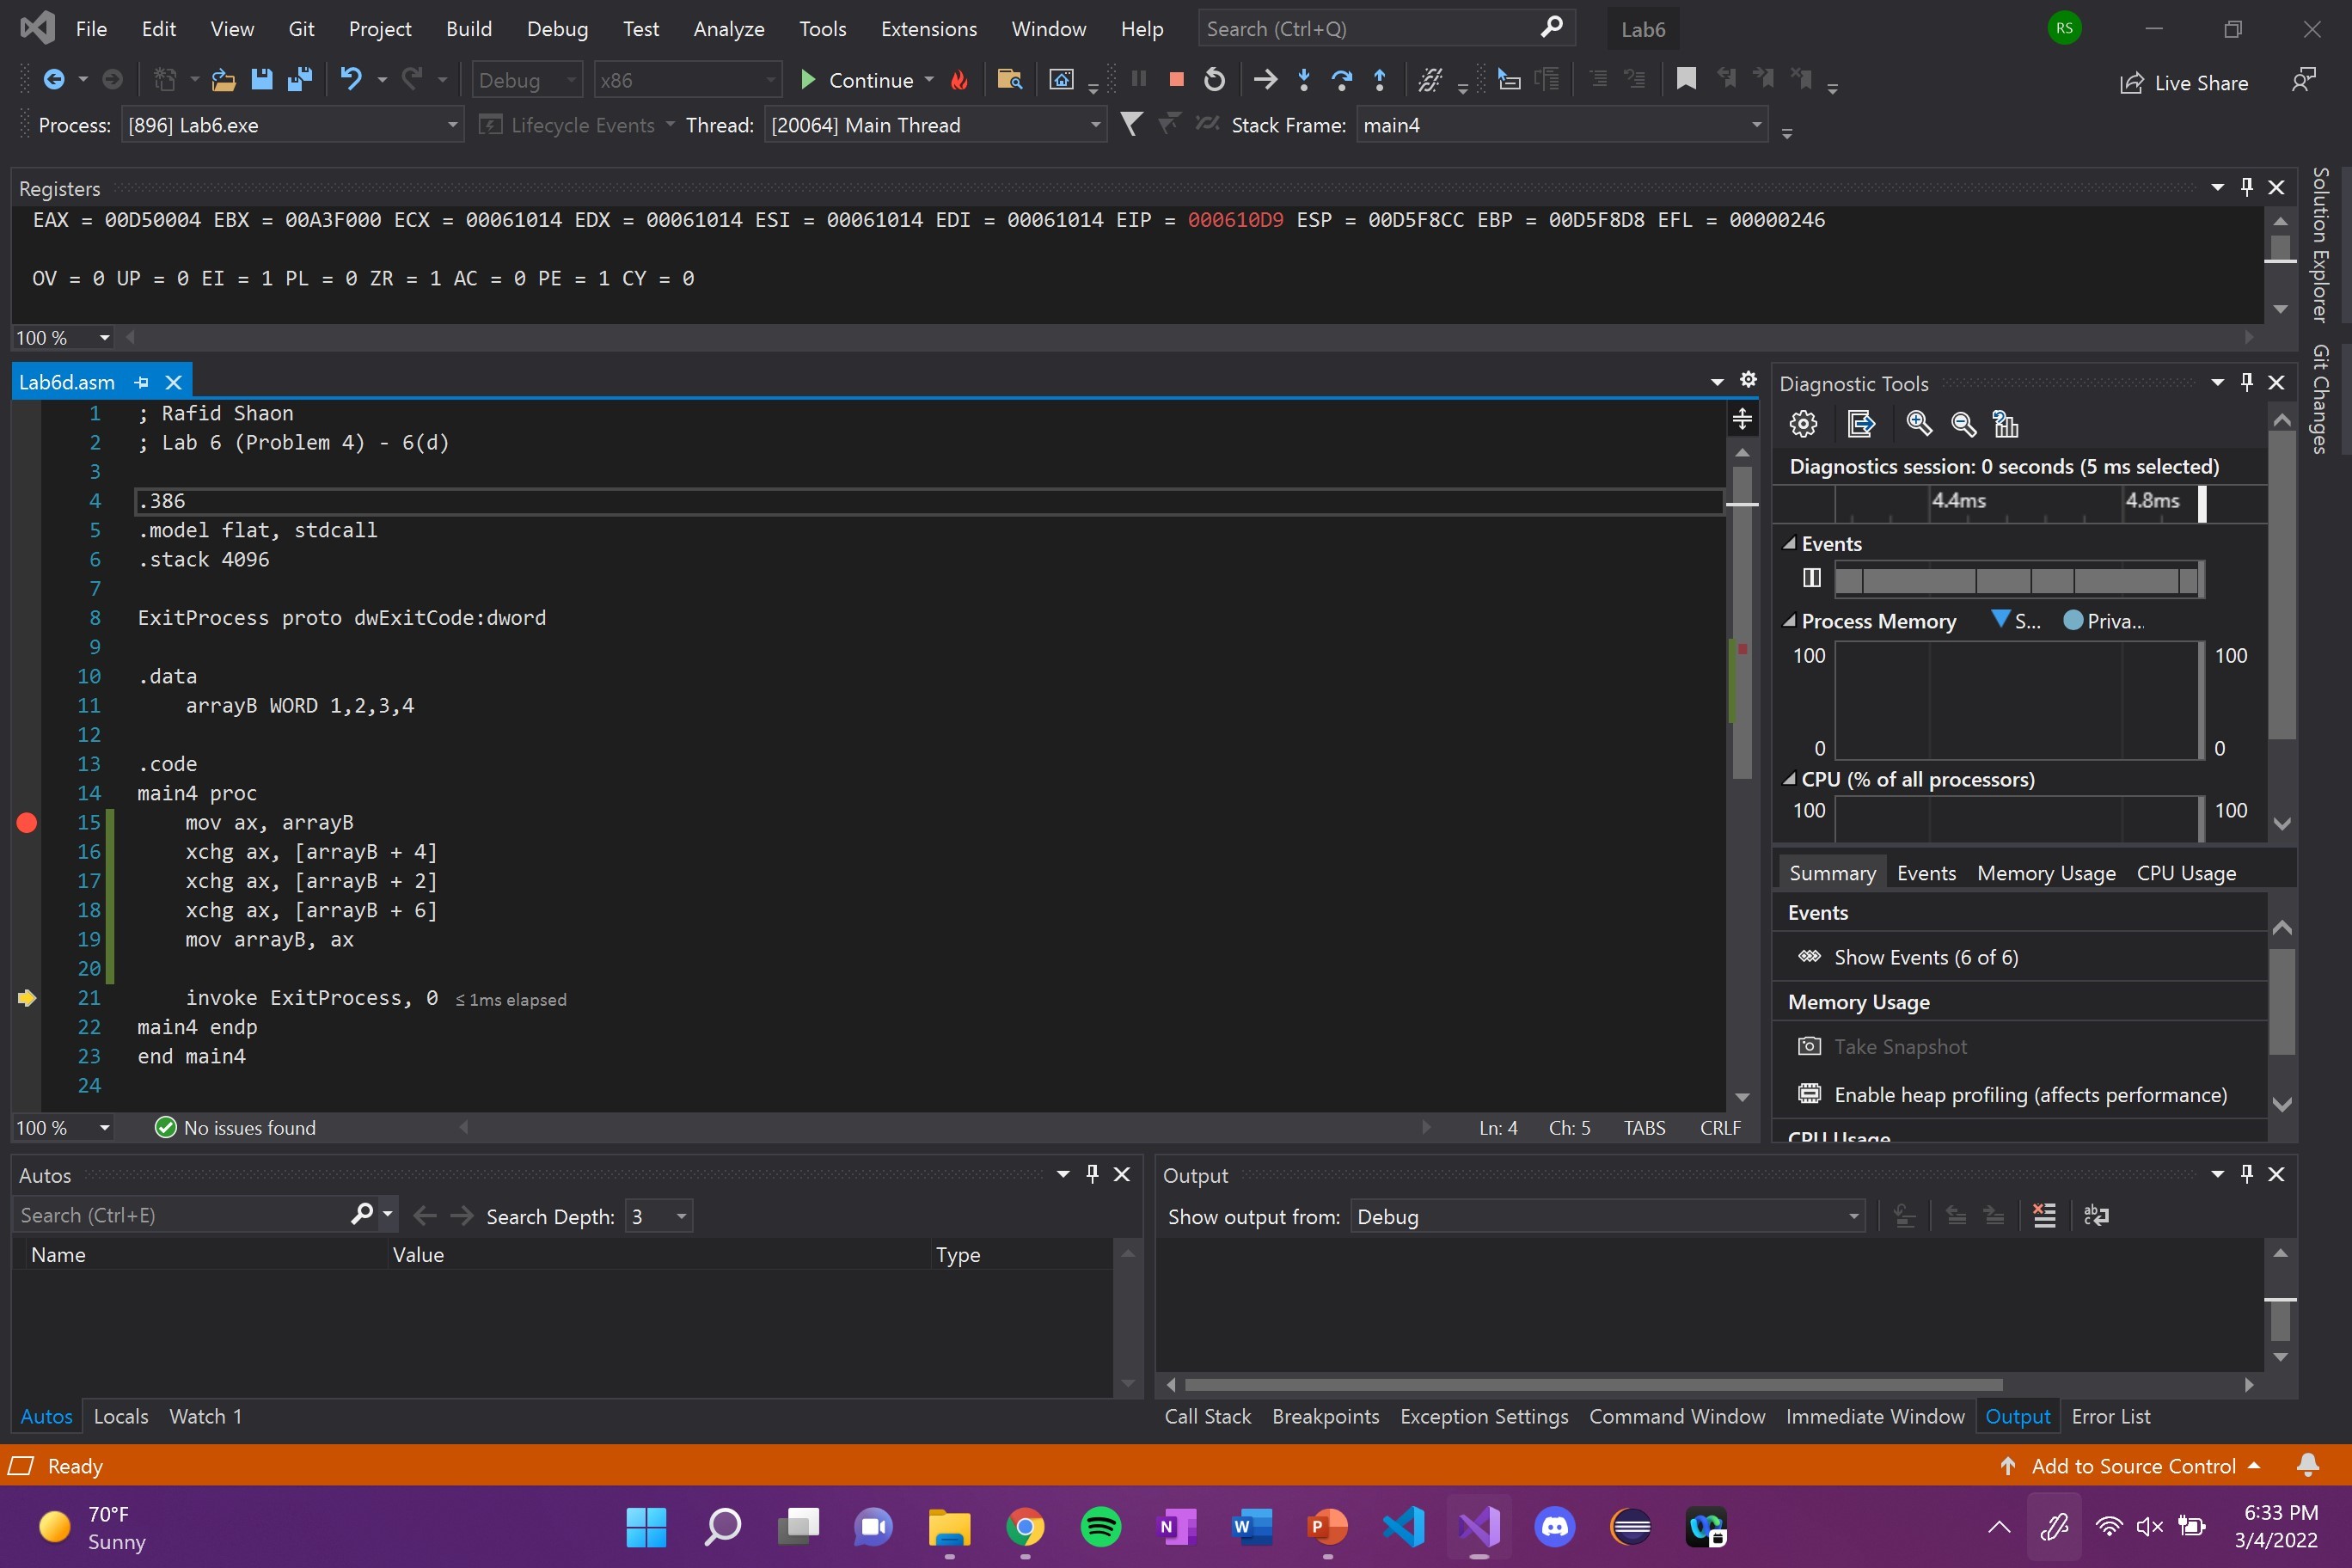 File Edit View Git Project Build Debug Test Analyze Tools Extensions Window Help Search (Ctrl+Q) Lab6 RS
Debug x86 Continue Live Share
Process: [896] Lab6.exe Lifecycle Events Thread: [20064] Main Thread Stack Frame: main4
Registers
EAX = 00D50004 EBX = 00A3F000 ECX = 00061014 EDX = 00061014 ESI = 00061014 EDI = 00061014 EIP = 000610D9 ESP = 00D5F8CC EBP = 00D5F8D8 EFL = 00000246
OV = 0 UP = 0 EI = 1 PL = 0 ZR = 1 AC = 0 PE = 1 CY = 0
100 %
Solution Explorer
Git Changes
Lab6d.asm
1 ; Rafid Shaon
2 ; Lab 6 (Problem 4) - 6(d)
3
4 .386
5 .model flat, stdcall
6 .stack 4096
7
8 ExitProcess proto dwExitCode:dword
9
10 .data
11 arrayB WORD 1,2,3,4
12
13 .code
14 main4 proc
15 mov ax, arrayB
16 xchg ax, [arrayB + 4]
17 xchg ax, [arrayB + 2]
18 xchg ax, [arrayB + 6]
19 mov arrayB, ax
20
21 invoke ExitProcess, 0 ≤ 1ms elapsed
22 main4 endp
23 end main4
24
100 % No issues found Ln: 4 Ch: 5 TABS CRLF
Diagnostic Tools
Diagnostics session: 0 seconds (5 ms selected)
4.4ms 4.8ms
Events
Process Memory S... Priva...
100 100
0 0
CPU (% of all processors)
100 100
Summary Events Memory Usage CPU Usage
Events
Show Events (6 of 6)
Memory Usage
Take Snapshot
Enable heap profiling (affects performance)
CPU Usage
Autos
Search (Ctrl+E) Search Depth: 3
Name Value Type
Autos Locals Watch 1
Output
Show output from: Debug
Call Stack Breakpoints Exception Settings Command Window Immediate Window Output Error List
Ready Add to Source Control
70°F
Sunny
N W P
6:33 PM
3/4/2022